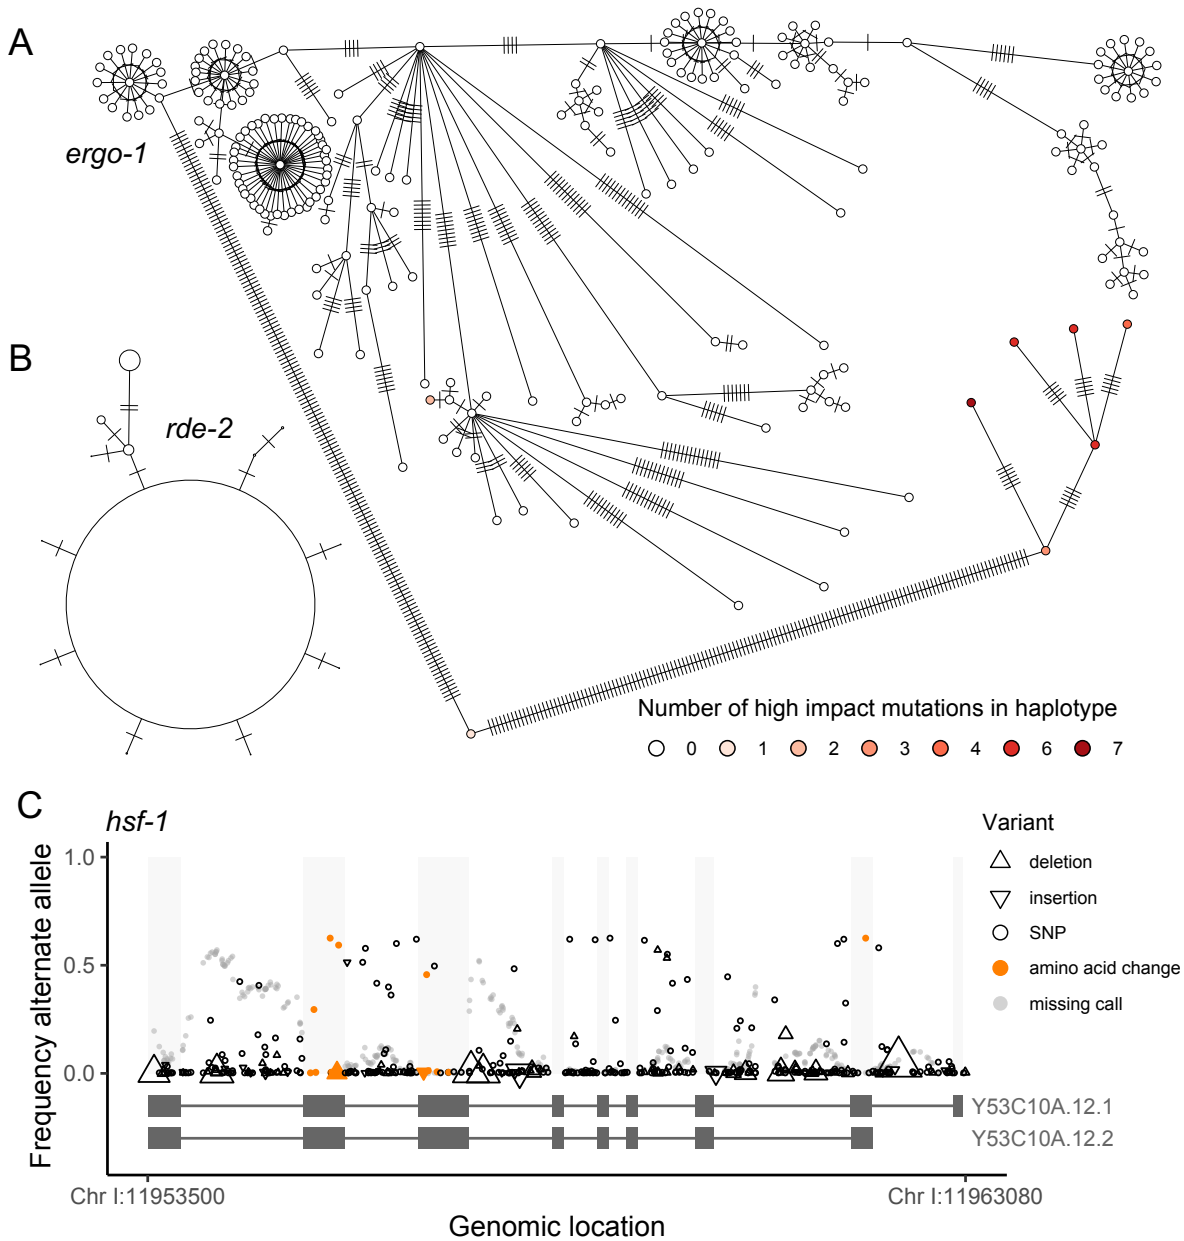 A
ergo-1
B
rde-2
Number of high impact mutations in haplotype
0 1 2 3 4 6 7
C
hsf-1
Variant
deletion
insertion
SNP
amino acid change
missing call
Frequency alternate allele
1.0
0.5
0.0
Y53C10A.12.1
Y53C10A.12.2
Chr I:11953500
Chr I:11963080
Genomic location